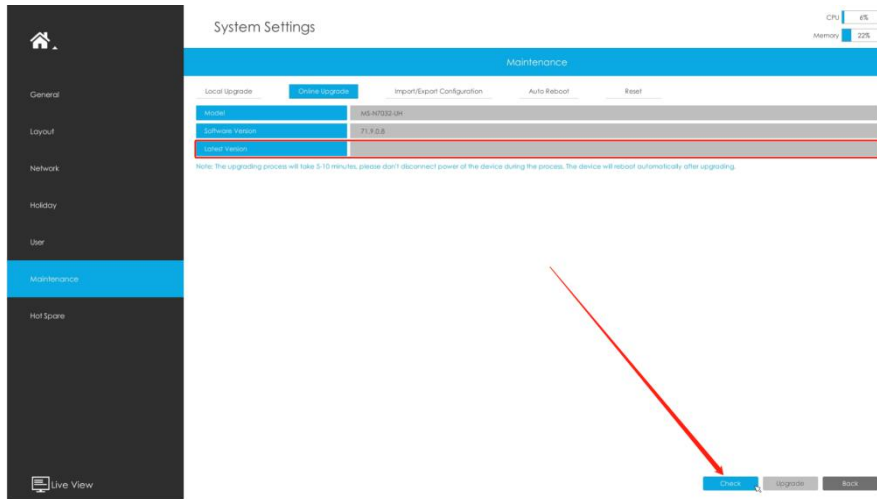 System Settings
CPU 6%
Memory 22%
Maintenance
General
Layout
Network
Holiday
User
Maintenance
Hot Spare
Live View
Local Upgrade Online Upgrade Import/Export Configuration Auto Reboot Reset
Model MS-N7032-UH
Software Version 71.9.0.8
Latest Version
Note: The upgrading process will take 5-10 minutes, please don't disconnect power of the device during the process. The device will reboot automatically after upgrading.
Check Upgrade Back